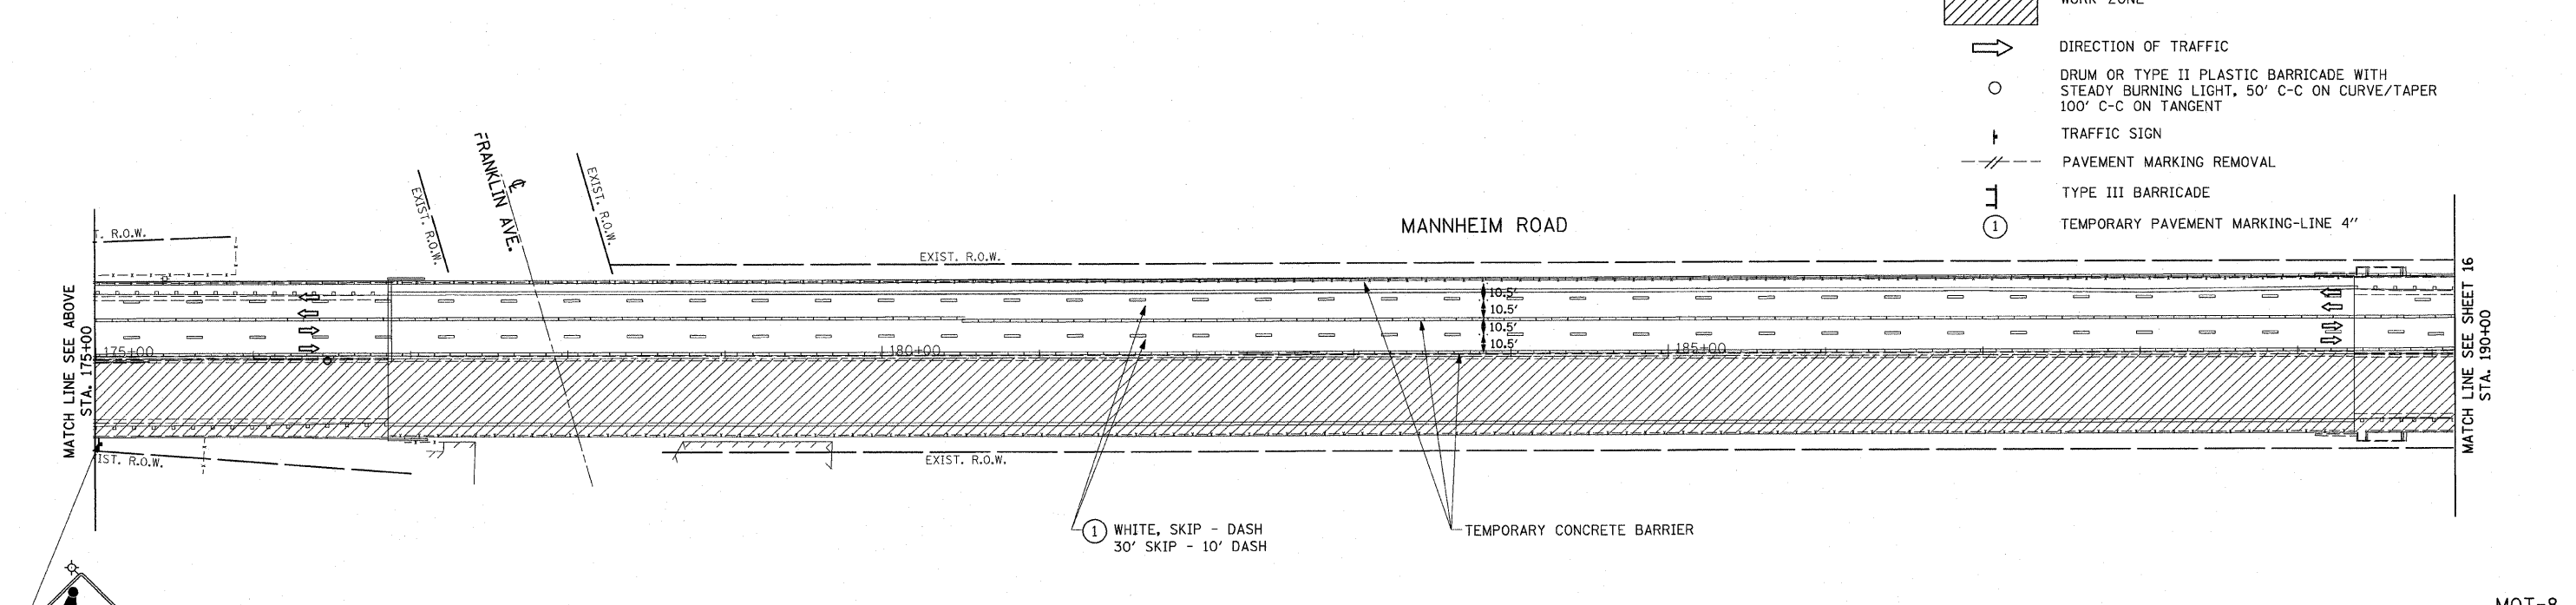 WORK ZONE
DIRECTION OF TRAFFIC
DRUM OR TYPE II PLASTIC BARRICADE WITH
STEADY BURNING LIGHT, 50' C-C ON CURVE/TAPER
100' C-C ON TANGENT
TRAFFIC SIGN
PAVEMENT MARKING REMOVAL
TYPE III BARRICADE
1 TEMPORARY PAVEMENT MARKING-LINE 4"
MANNHEIM ROAD
FRANKLIN AVE.
℄
EXIST. R.O.W.
EXIST. R.O.W.
T. R.O.W.
EXIST. R.O.W.
MATCH LINE SEE ABOVE
STA. 175+00
10.5'
10.5'
10.5'
10.5'
175+00
180+00
185+00
MATCH LINE SEE SHEET 16
STA. 190+00
IST. R.O.W.
EXIST. R.O.W.
1 WHITE, SKIP - DASH
30' SKIP - 10' DASH
TEMPORARY CONCRETE BARRIER
MOT-8